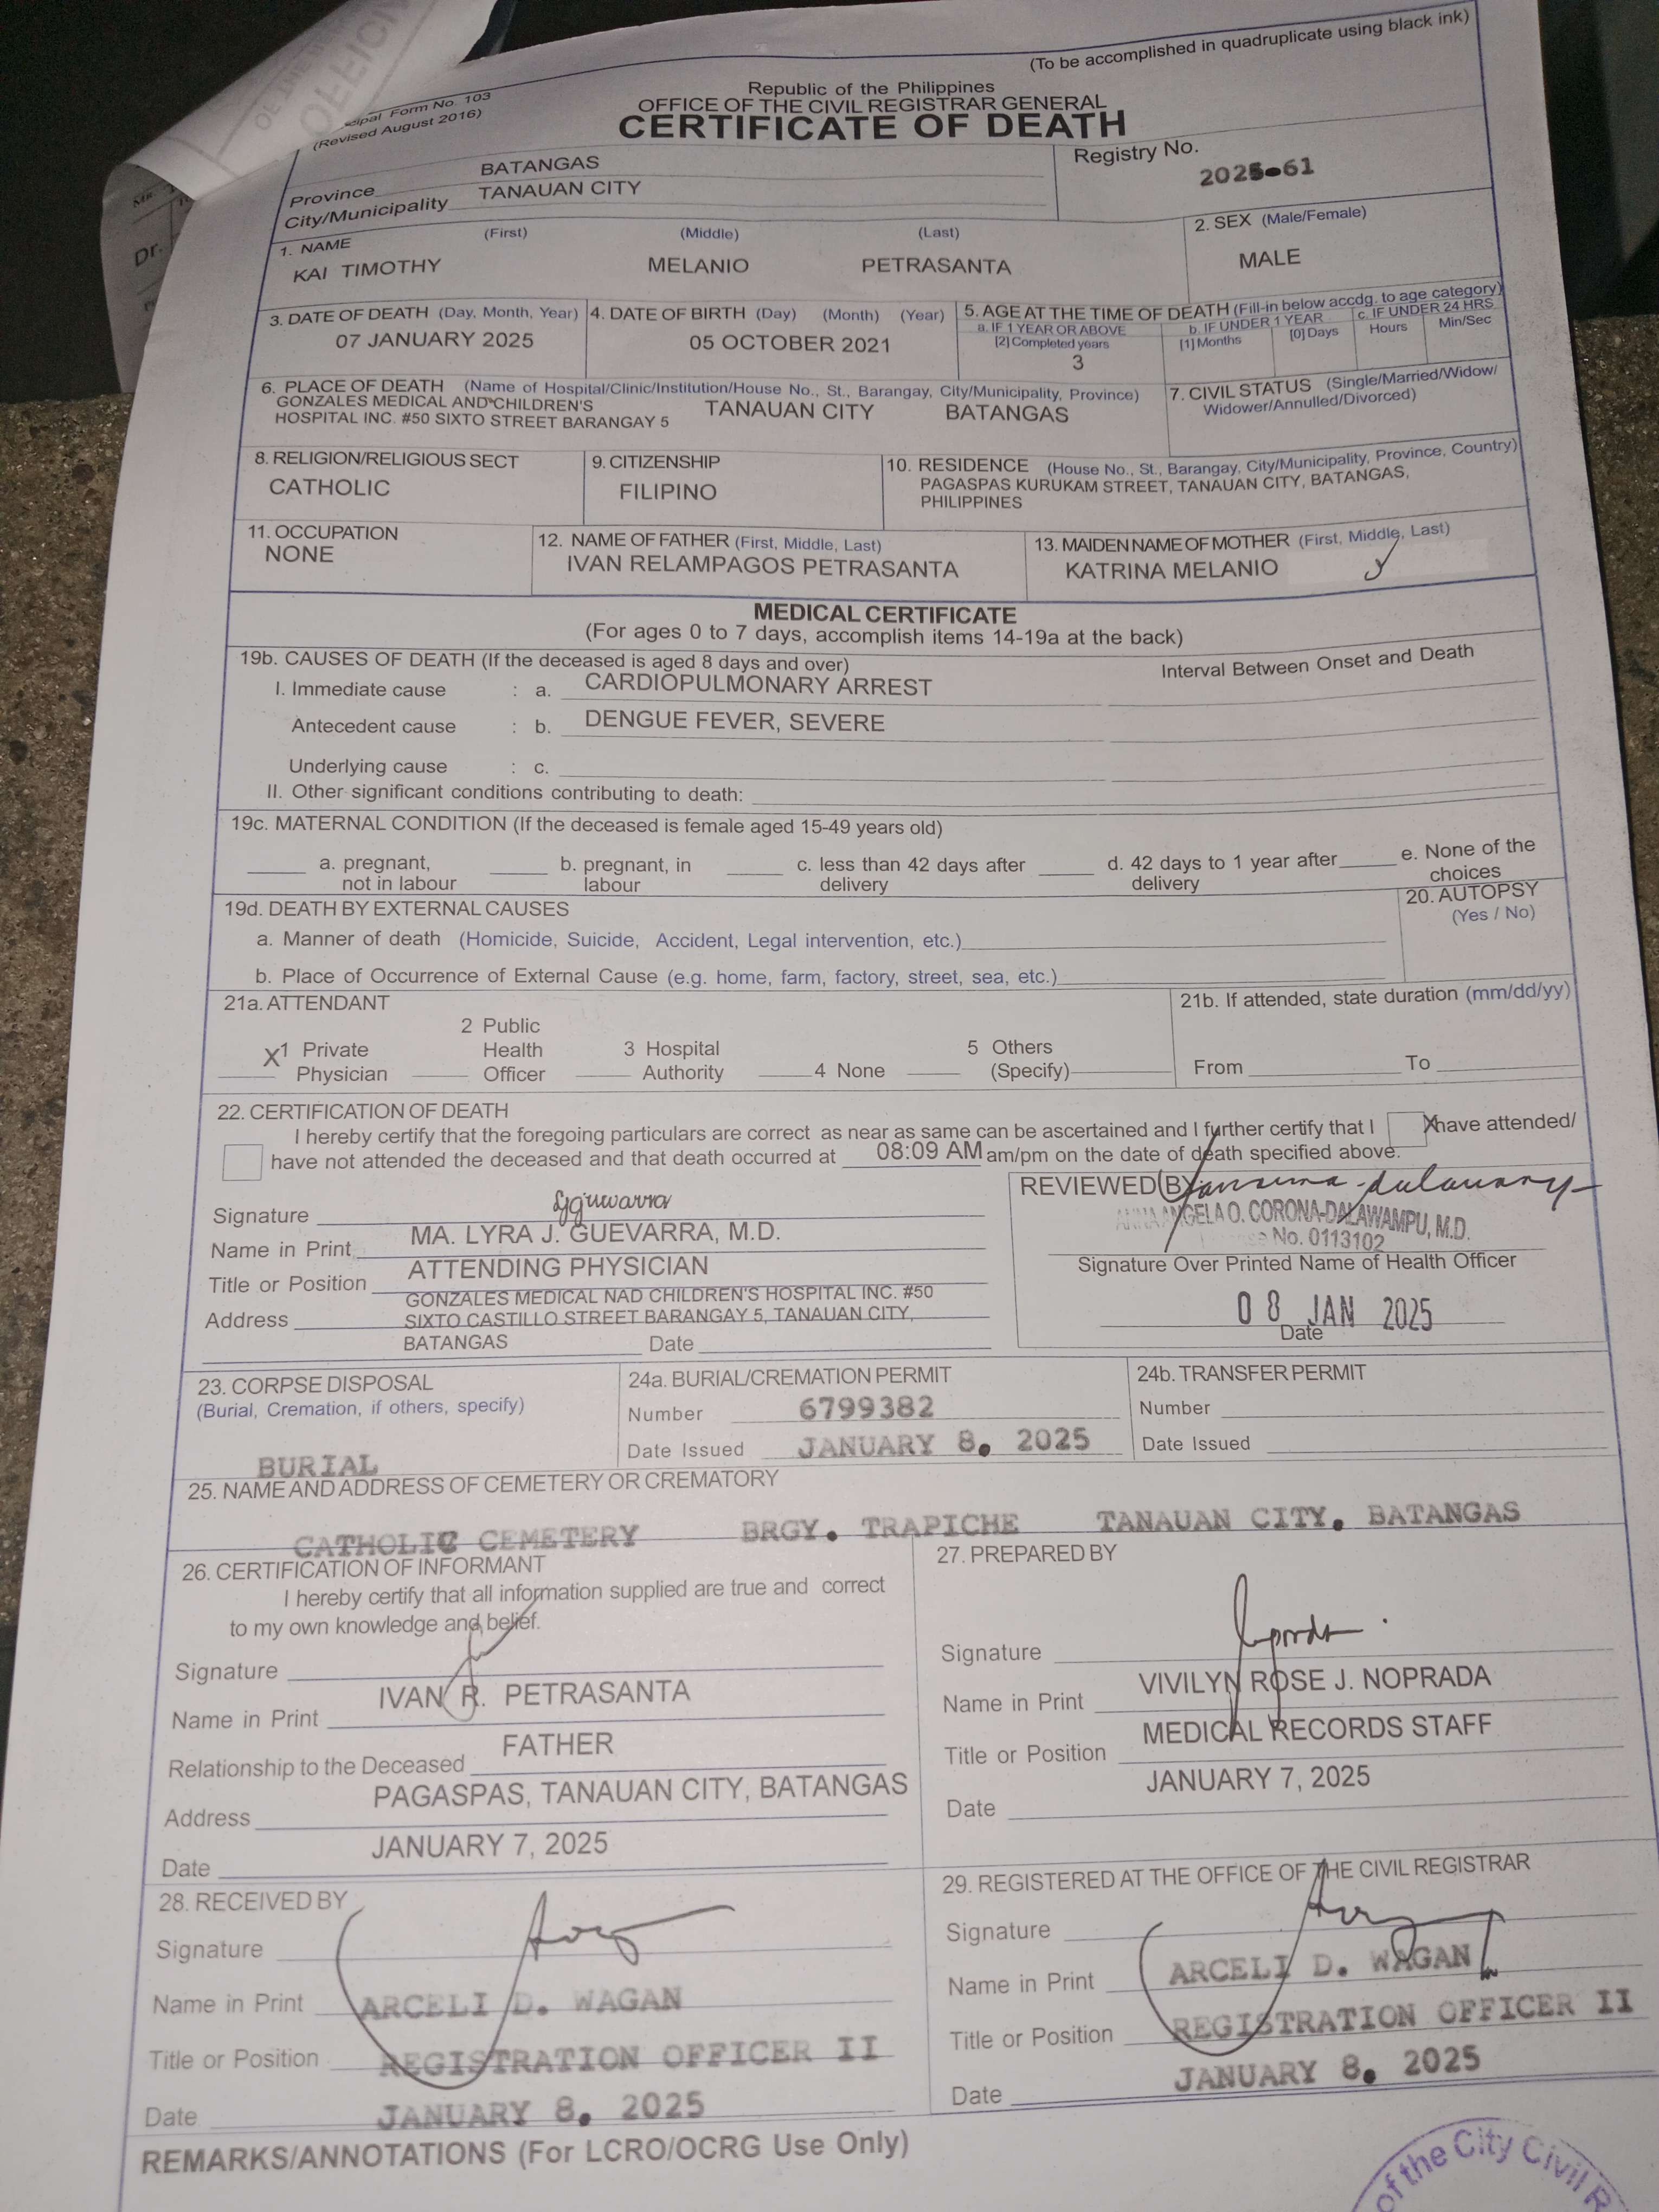 (To be accomplished in quadruplicate using black ink)
Form No. 103
(Revised August 2016)
Republic of the Philippines
OFFICE OF THE CIVIL REGISTRAR GENERAL
CERTIFICATE OF DEATH
Province BATANGAS
City/Municipality TANAUAN CITY
Registry No.
2025-61
1. NAME (First) (Middle) (Last)
KAI TIMOTHY MELANIO PETRASANTA
2. SEX (Male/Female)
MALE
3. DATE OF DEATH (Day, Month, Year)
07 JANUARY 2025
4. DATE OF BIRTH (Day) (Month) (Year)
05 OCTOBER 2021
5. AGE AT THE TIME OF DEATH (Fill-in below accdg. to age category)
a. IF 1 YEAR OR ABOVE
[2] Completed years
3
b. IF UNDER 1 YEAR
[1] Months [0] Days
c. IF UNDER 24 HRS
Hours Min/Sec
6. PLACE OF DEATH (Name of Hospital/Clinic/Institution/House No., St., Barangay, City/Municipality, Province)
GONZALES MEDICAL AND CHILDREN'S
HOSPITAL INC. #50 SIXTO STREET BARANGAY 5 TANAUAN CITY BATANGAS
7. CIVIL STATUS (Single/Married/Widow/
Widower/Annulled/Divorced)
8. RELIGION/RELIGIOUS SECT
CATHOLIC
9. CITIZENSHIP
FILIPINO
10. RESIDENCE (House No., St., Barangay, City/Municipality, Province, Country)
PAGASPAS KURUKAM STREET, TANAUAN CITY, BATANGAS,
PHILIPPINES
11. OCCUPATION
NONE
12. NAME OF FATHER (First, Middle, Last)
IVAN RELAMPAGOS PETRASANTA
13. MAIDEN NAME OF MOTHER (First, Middle, Last)
KATRINA MELANIO
MEDICAL CERTIFICATE
(For ages 0 to 7 days, accomplish items 14-19a at the back)
19b. CAUSES OF DEATH (If the deceased is aged 8 days and over) Interval Between Onset and Death
I. Immediate cause : a. CARDIOPULMONARY ARREST
Antecedent cause : b. DENGUE FEVER, SEVERE
Underlying cause : c.
II. Other significant conditions contributing to death:
19c. MATERNAL CONDITION (If the deceased is female aged 15-49 years old)
a. pregnant, not in labour
b. pregnant, in labour
c. less than 42 days after delivery
d. 42 days to 1 year after delivery
e. None of the choices
19d. DEATH BY EXTERNAL CAUSES
a. Manner of death (Homicide, Suicide, Accident, Legal intervention, etc.)
b. Place of Occurrence of External Cause (e.g. home, farm, factory, street, sea, etc.)
20. AUTOPSY
(Yes / No)
21a. ATTENDANT
X 1 Private Physician
2 Public Health Officer
3 Hospital Authority
4 None
5 Others (Specify)
21b. If attended, state duration (mm/dd/yy)
From To
22. CERTIFICATION OF DEATH
I hereby certify that the foregoing particulars are correct as near as same can be ascertained and I further certify that I X have attended/
have not attended the deceased and that death occurred at 08:09 AM am/pm on the date of death specified above.
Signature
Name in Print MA. LYRA J. GUEVARRA, M.D.
Title or Position ATTENDING PHYSICIAN
Address GONZALES MEDICAL NAD CHILDREN'S HOSPITAL INC. #50
SIXTO CASTILLO STREET BARANGAY 5, TANAUAN CITY,
BATANGAS Date
REVIEWED BY
ANNA ANGELA O. CORONA-DALAWAMPU, M.D.
No. 0113102
Signature Over Printed Name of Health Officer
08 JAN 2025
Date
23. CORPSE DISPOSAL
(Burial, Cremation, if others, specify)
BURIAL
24a. BURIAL/CREMATION PERMIT
Number 6799382
Date Issued JANUARY 8, 2025
24b. TRANSFER PERMIT
Number
Date Issued
25. NAME AND ADDRESS OF CEMETERY OR CREMATORY
CATHOLIC CEMETERY BRGY. TRAPICHE TANAUAN CITY, BATANGAS
26. CERTIFICATION OF INFORMANT
I hereby certify that all information supplied are true and correct
to my own knowledge and belief.
Signature
Name in Print IVAN R. PETRASANTA
Relationship to the Deceased FATHER
Address PAGASPAS, TANAUAN CITY, BATANGAS
Date JANUARY 7, 2025
27. PREPARED BY
Signature
Name in Print VIVILYN ROSE J. NOPRADA
Title or Position MEDICAL RECORDS STAFF
Date JANUARY 7, 2025
28. RECEIVED BY
Signature
Name in Print ARCELI D. WAGAN
Title or Position REGISTRATION OFFICER II
Date JANUARY 8, 2025
29. REGISTERED AT THE OFFICE OF THE CIVIL REGISTRAR
Signature
Name in Print ARCELI D. WAGAN
Title or Position REGISTRATION OFFICER II
Date JANUARY 8, 2025
REMARKS/ANNOTATIONS (For LCRO/OCRG Use Only)
of the City Civil